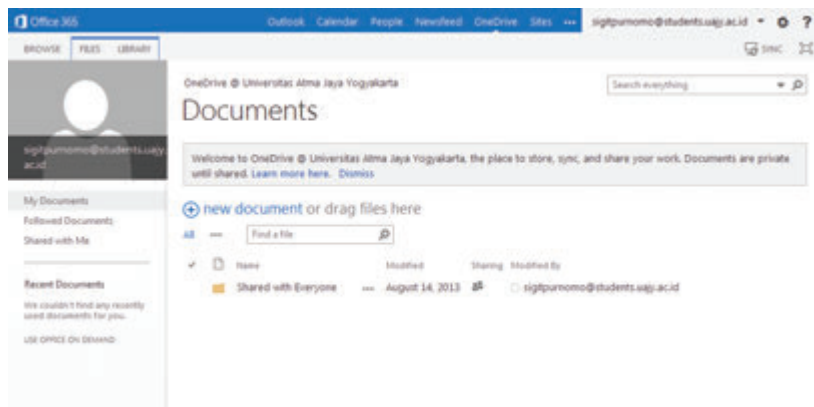 Office 365
Outlook Calendar People Newsfeed OneDrive Sites ••• sigitpurnomo@students.uajy.ac.id ?
BROWSE FILES LIBRARY
SYNC
OneDrive @ Universitas Atma Jaya Yogyakarta
Search everything
Documents
sigitpurnomo@students.uajy.
ac.id
Welcome to OneDrive @ Universitas Atma Jaya Yogyakarta, the place to store, sync, and share your work. Documents are private
until shared. Learn more here. Dismiss
My Documents
Followed Documents
Shared with Me
new document or drag files here
All ••• Find a file
Name Modified Sharing Modified By
Shared with Everyone ••• August 14, 2013 sigitpurnomo@students.uajy.ac.id
Recent Documents
We couldn't find any recently
used documents for you.
USE OFFICE ON DEMAND